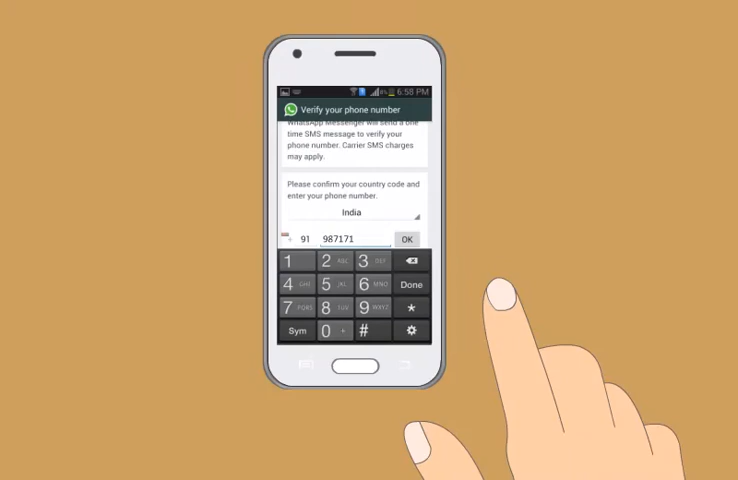 6:58 PM
Verify your phone number
WhatsApp Messenger will send a one
time SMS message to verify your
phone number. Carrier SMS charges
may apply.
Please confirm your country code and
enter your phone number.
India
+ 91 987171 OK
1 2 ABC 3 DEF
4 GHI 5 JKL 6 MNO Done
7 PQRS 8 TUV 9 WXYZ *
Sym 0 + #